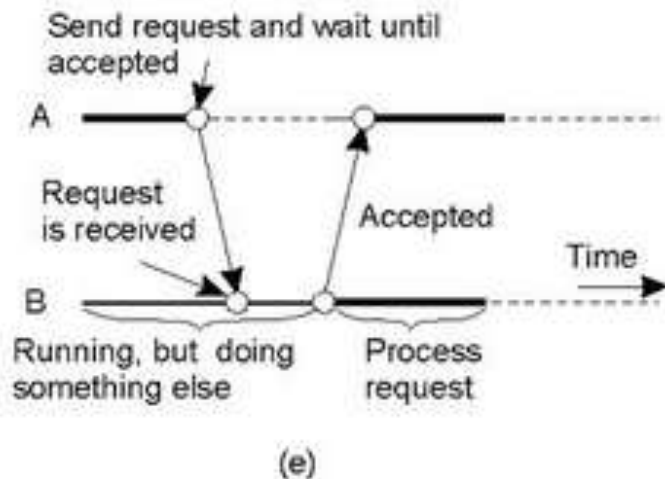 Send request and wait until
accepted
A
Request
is received
Accepted
Time
B
Running, but doing
something else
Process
request
(e)